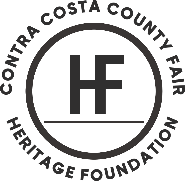 CONTRA COSTA COUNTY FAIR
HF
HERITAGE FOUNDATION